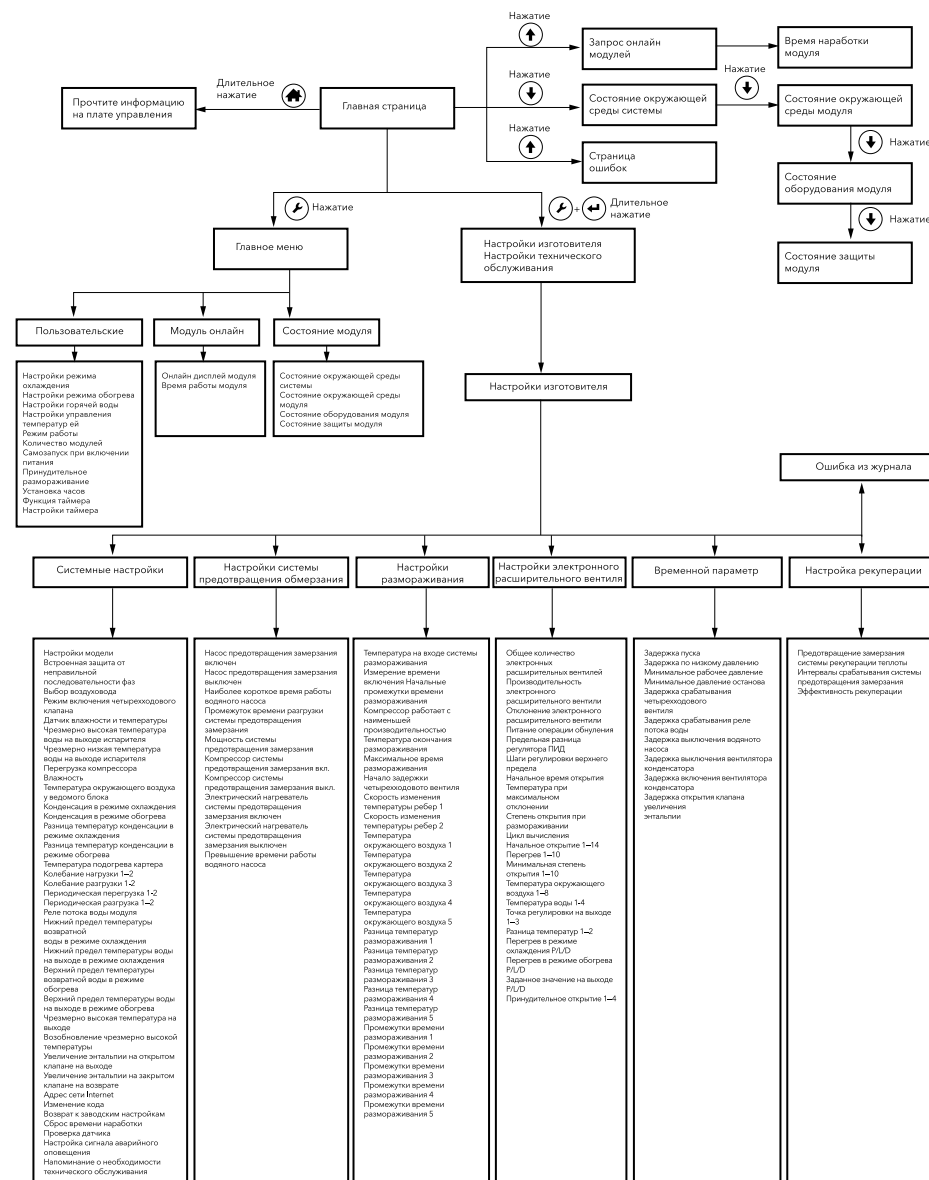 Нажатие
Запрос онлайн
модулей
Время наработки
модуля
Длительное
нажатие
Нажатие
Нажатие
Прочтите информацию
на плате управления
Главная страница
Состояние окружающей
среды системы
Состояние окружающей
среды модуля
Нажатие
Нажатие
Страница
ошибок
Состояние
оборудования модуля
Нажатие
Длительное
нажатие
+
Нажатие
Главное меню
Настройки изготовителя
Настройки технического
обслуживания
Состояние защиты
модуля
Пользовательские
Модуль онлайн
Состояние модуля
Настройки режима
охлаждения
Настройки режима обогрева
Настройки горячей воды
Настройки управления
температур ей
Режим работы
Количество модулей
Самозапуск при включении
питания
Принудительное
размораживание
Установка часов
Функция таймера
Настройки таймера
Онлайн дисплей модуля
Время работы модуля
Состояние окружающей среды
системы
Состояние окружающей среды
модуля
Состояние оборудования модуля
Состояние защиты модуля
Настройки изготовителя
Ошибка из журнала
Системные настройки
Настройки системы
предотвращения обмерзания
Настройки
размораживания
Настройки электронного
расширительного вентиля
Временной параметр
Настройка рекуперации
Настройки модели
Встроенная защита от
неправильной
последовательности фаз
Выбор воздуховода
Режим включения четырехходового
клапана
Датчик влажности и температуры
Чрезмерно высокая температура
воды на выходе испарителя
Чрезмерно низкая температура
воды на выходе испарителя
Перегрузка компрессора
Влажность
Температура окружающего воздуха
у ведомого блока
Конденсация в режиме охлаждения
Конденсация в режиме обогрева
Разница температур конденсации в
режиме охлаждения
Разница температур конденсации в
режиме обогрева
Температура подогрева картера
Колебание нагрузки 1–2
Колебание разгрузки 1-2
Периодическая перегрузка 1-2
Периодическая разгрузка 1–2
Реле потока воды модуля
Нижний предел температуры
возвратной
воды в режиме охлаждения
Нижний предел температуры воды
на выходе в режиме охлаждения
Верхний предел температуры
возвратной воды в режиме
обогрева
Верхний предел температуры воды
на выходе в режиме обогрева
Чрезмерно высокая температура на
выходе
Возобновление чрезмерно высокой
температуры
Увеличение энтальпии на открытом
клапане на выходе
Увеличение энтальпии на закрытом
клапане на возврате
Адрес сети Internet
Изменение кода
Возврат к заводским настройкам
Сброс времени наработки
Проверка датчика
Настройка сигнала аварийного
оповещения
Напоминание о необходимости
технического обслуживания
Насос предотвращения замерзания
включен
Насос предотвращения замерзания
выключен
Наиболее короткое время работы
водяного насоса
Промежуток времени разгрузки
системы предотвращения
замерзания
Мощность системы
предотвращения замерзания
Компрессор системы
предотвращения замерзания вкл.
Компрессор системы
предотвращения замерзания выкл.
Электрический нагреватель
системы предотвращения
замерзания включен
Электрический нагреватель
системы предотвращения
замерзания выключен
Превышение времени работы
водяного насоса
Температура на входе системы
размораживания
Измерение времени
включения Начальные
промежутки времени
размораживания
Компрессор работает с
наименьшей
производительностью
Температура окончания
размораживания
Максимальное время
размораживания
Начало задержки
четырехходового вентиля
Скорость изменения
температуры ребер 1
Скорость изменения
температуры ребер 2
Температура
окружающего воздуха 1
Температура
окружающего воздуха 2
Температура
окружающего воздуха 3
Температура
окружающего воздуха 4
Температура
окружающего воздуха 5
Разница температур
размораживания 1
Разница температур
размораживания 2
Разница температур
размораживания 3
Разница температур
размораживания 4
Разница температур
размораживания 5
Промежутки времени
размораживания 1
Промежутки времени
размораживания 2
Промежутки времени
размораживания 3
Промежутки времени
размораживания 4
Промежутки времени
размораживания 5
Общее количество
электронных
расширительных вентилей
Производительность
электронного
расширительного вентили
Отклонение электронного
расширительного вентили
Питание операции обнуления
Предельная разница
регулятора ПИД
Шаги регулировки верхнего
предела
Начальное время открытия
Температура при
максимальном
отклонении
Степень открытия при
размораживании
Цикл вычисления
Начальное открытие 1–14
Перегрев 1–10
Минимальная степень
открытия 1–10
Температура окружающего
воздуха 1–8
Температура воды 1-4
Точка регулировки на выходе
1–3
Разница температур 1–2
Перегрев в режиме
охлаждения P/L/D
Перегрев в режиме обогрева
P/L/D
Заданное значение на выходе
P/L/D
Принудительное открытие 1–4
Задержка пуска
Задержка по низкому давлению
Минимальное рабочее давление
Минимальное давление останова
Задержка срабатывания
четырехходового
вентиля
Задержка срабатывания реле
потока воды
Задержка выключения водяного
насоса
Задержка выключения вентилятора
конденсатора
Задержка включения вентилятора
конденсатора
Задержка открытия клапана
увеличения
энтальпии
Предотвращение замерзания
системы рекуперации теплоты
Интервалы срабатывания системы
предотвращения замерзания
Эффективность рекуперации